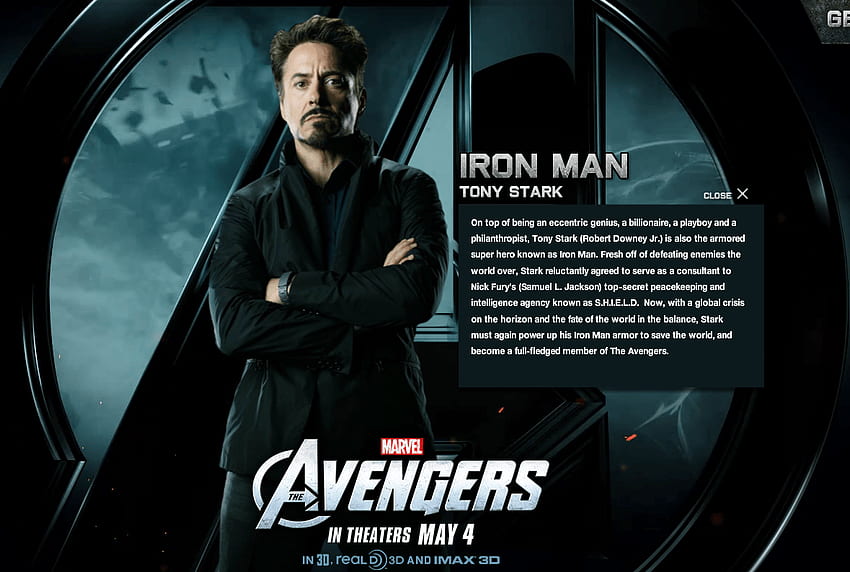 GE
IRON MAN
TONY STARK
CLOSE X
On top of being an eccentric genius, a billionaire, a playboy and a
philanthropist, Tony Stark (Robert Downey Jr.) is also the armored
super hero known as Iron Man. Fresh off of defeating enemies the
world over, Stark reluctantly agreed to serve as a consultant to
Nick Fury's (Samuel L. Jackson) top-secret peacekeeping and
intelligence agency known as S.H.I.E.L.D. Now, with a global crisis
on the horizon and the fate of the world in the balance, Stark
must again power up his Iron Man armor to save the world, and
become a full-fledged member of The Avengers.
MARVEL
THE AVENGERS
IN THEATERS MAY 4
IN 3D, REAL D 3D AND IMAX 3D